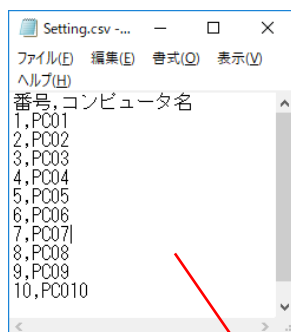 Setting.csv -...
ファイル(F) 編集(E) 書式(O) 表示(V)
ヘルプ(H)
番号,コンピュータ名
1,PC01
2,PC02
3,PC03
4,PC04
5,PC05
6,PC06
7,PC07
8,PC08
9,PC09
10,PC010